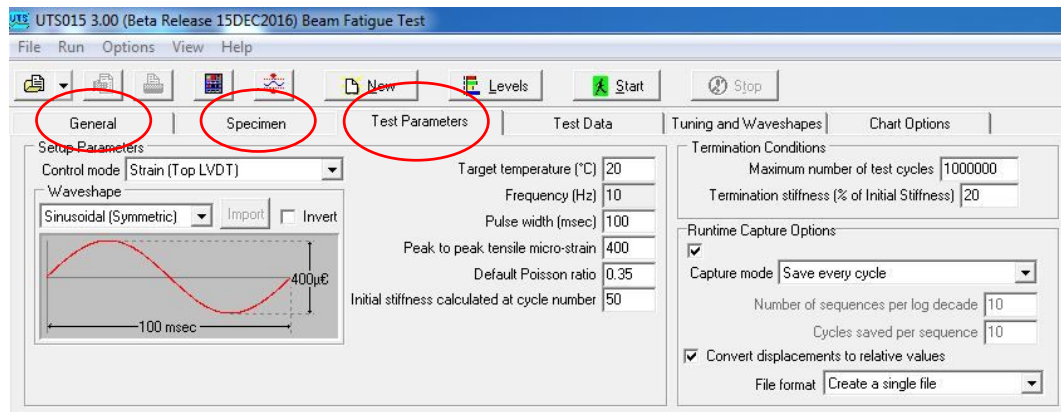 UTS015 3.00 (Beta Release 15DEC2016) Beam Fatigue Test
File Run Options View Help
New Levels Start Stop
General Specimen Test Parameters Test Data Tuning and Waveshapes Chart Options
Setup Parameters
Control mode Strain (Top LVDT)
Waveshape
Sinusoidal (Symmetric) Import Invert
400µ€
100 msec
Target temperature (°C) 20
Frequency (Hz) 10
Pulse width (msec) 100
Peak to peak tensile micro-strain 400
Default Poisson ratio 0.35
Initial stiffness calculated at cycle number 50
Termination Conditions
Maximum number of test cycles 1000000
Termination stiffness (% of Initial Stiffness) 20
Runtime Capture Options
Capture mode Save every cycle
Number of sequences per log decade 10
Cycles saved per sequence 10
Convert displacements to relative values
File format Create a single file